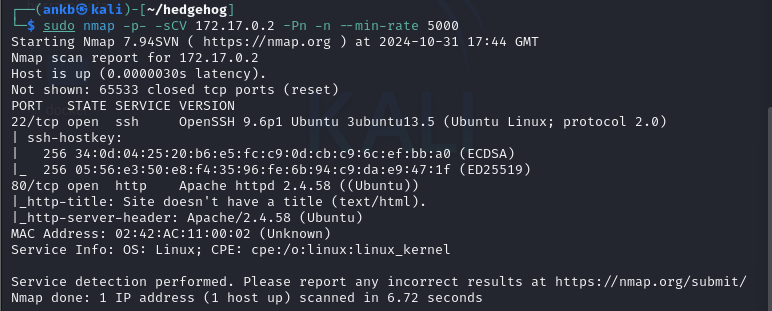 ┌──(ankb㉿kali)-[~/hedgehog]
└─$ sudo nmap -p- -sCV 172.17.0.2 -Pn -n --min-rate 5000
Starting Nmap 7.94SVN ( https://nmap.org ) at 2024-10-31 17:44 GMT
Nmap scan report for 172.17.0.2
Host is up (0.0000030s latency).
Not shown: 65533 closed tcp ports (reset)
PORT   STATE SERVICE VERSION
22/tcp open  ssh     OpenSSH 9.6p1 Ubuntu 3ubuntu13.5 (Ubuntu Linux; protocol 2.0)
| ssh-hostkey:
|   256 34:0d:04:25:20:b6:e5:fc:c9:0d:cb:c9:6c:ef:bb:a0 (ECDSA)
|_  256 05:56:e3:50:e8:f4:35:96:fe:6b:94:c9:da:e9:47:1f (ED25519)
80/tcp open  http    Apache httpd 2.4.58 ((Ubuntu))
|_http-title: Site doesn't have a title (text/html).
|_http-server-header: Apache/2.4.58 (Ubuntu)
MAC Address: 02:42:AC:11:00:02 (Unknown)
Service Info: OS: Linux; CPE: cpe:/o:linux:linux_kernel

Service detection performed. Please report any incorrect results at https://nmap.org/submit/
Nmap done: 1 IP address (1 host up) scanned in 6.72 seconds
KALI